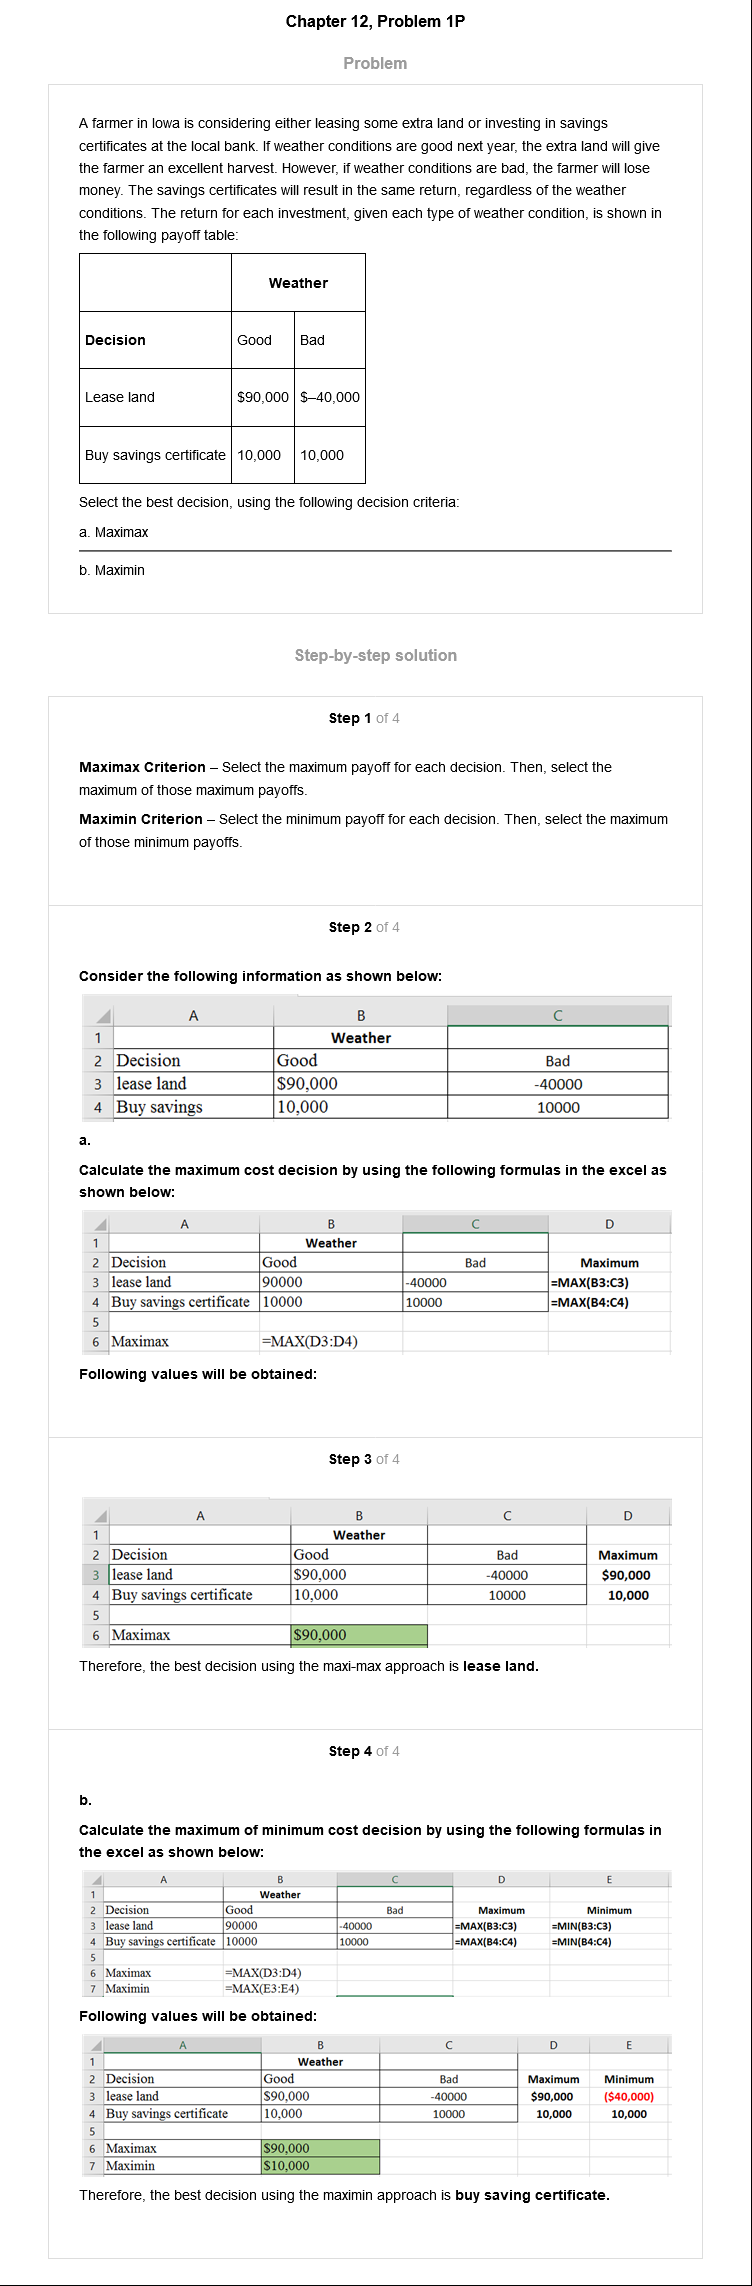 Chapter 12, Problem 1P
Problem
A farmer in Iowa is considering either leasing some extra land or investing in savings
certificates at the local bank. If weather conditions are good next year, the extra land will give
the farmer an excellent harvest. However, if weather conditions are bad, the farmer will lose
money. The savings certificates will result in the same return, regardless of the weather
conditions. The return for each investment, given each type of weather condition, is shown in
the following payoff table:
Weather
Decision Good Bad
Lease land $90,000 $–40,000
Buy savings certificate 10,000 10,000
Select the best decision, using the following decision criteria:
a. Maximax
b. Maximin
Step-by-step solution
Step 1 of 4
Maximax Criterion – Select the maximum payoff for each decision. Then, select the
maximum of those maximum payoffs.
Maximin Criterion – Select the minimum payoff for each decision. Then, select the maximum
of those minimum payoffs.
Step 2 of 4
Consider the following information as shown below:
A B C
1 Weather
2 Decision Good Bad
3 lease land $90,000 -40000
4 Buy savings 10,000 10000
a.
Calculate the maximum cost decision by using the following formulas in the excel as
shown below:
A B C D
1 Weather
2 Decision Good Bad Maximum
3 lease land 90000 -40000 =MAX(B3:C3)
4 Buy savings certificate 10000 10000 =MAX(B4:C4)
5
6 Maximax =MAX(D3:D4)
Following values will be obtained:
Step 3 of 4
A B C D
1 Weather
2 Decision Good Bad Maximum
3 lease land $90,000 -40000 $90,000
4 Buy savings certificate 10,000 10000 10,000
5
6 Maximax $90,000
Therefore, the best decision using the maxi-max approach is lease land.
Step 4 of 4
b.
Calculate the maximum of minimum cost decision by using the following formulas in
the excel as shown below:
A B C D E
1 Weather
2 Decision Good Bad Maximum Minimum
3 lease land 90000 -40000 =MAX(B3:C3) =MIN(B3:C3)
4 Buy savings certificate 10000 10000 =MAX(B4:C4) =MIN(B4:C4)
5
6 Maximax =MAX(D3:D4)
7 Maximin =MAX(E3:E4)
Following values will be obtained:
A B C D E
1 Weather
2 Decision Good Bad Maximum Minimum
3 lease land $90,000 -40000 $90,000 ($40,000)
4 Buy savings certificate 10,000 10000 10,000 10,000
5
6 Maximax $90,000
7 Maximin $10,000
Therefore, the best decision using the maximin approach is buy saving certificate.